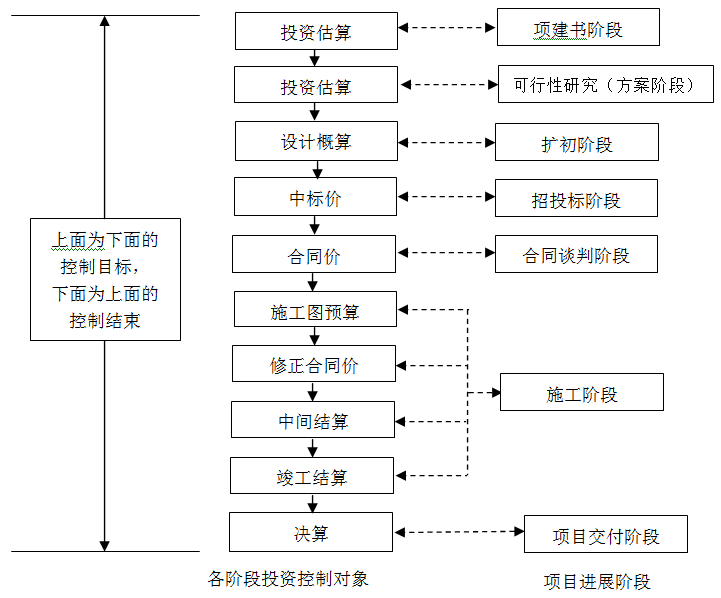 投资估算
项建书阶段
投资估算
可行性研究（方案阶段）
设计概算
扩初阶段
中标价
招投标阶段
上面为下面的
控制目标，
下面为上面的
控制结束
合同价
合同谈判阶段
施工图预算
修正合同价
施工阶段
中间结算
竣工结算
决算
项目交付阶段
各阶段投资控制对象
项目进展阶段